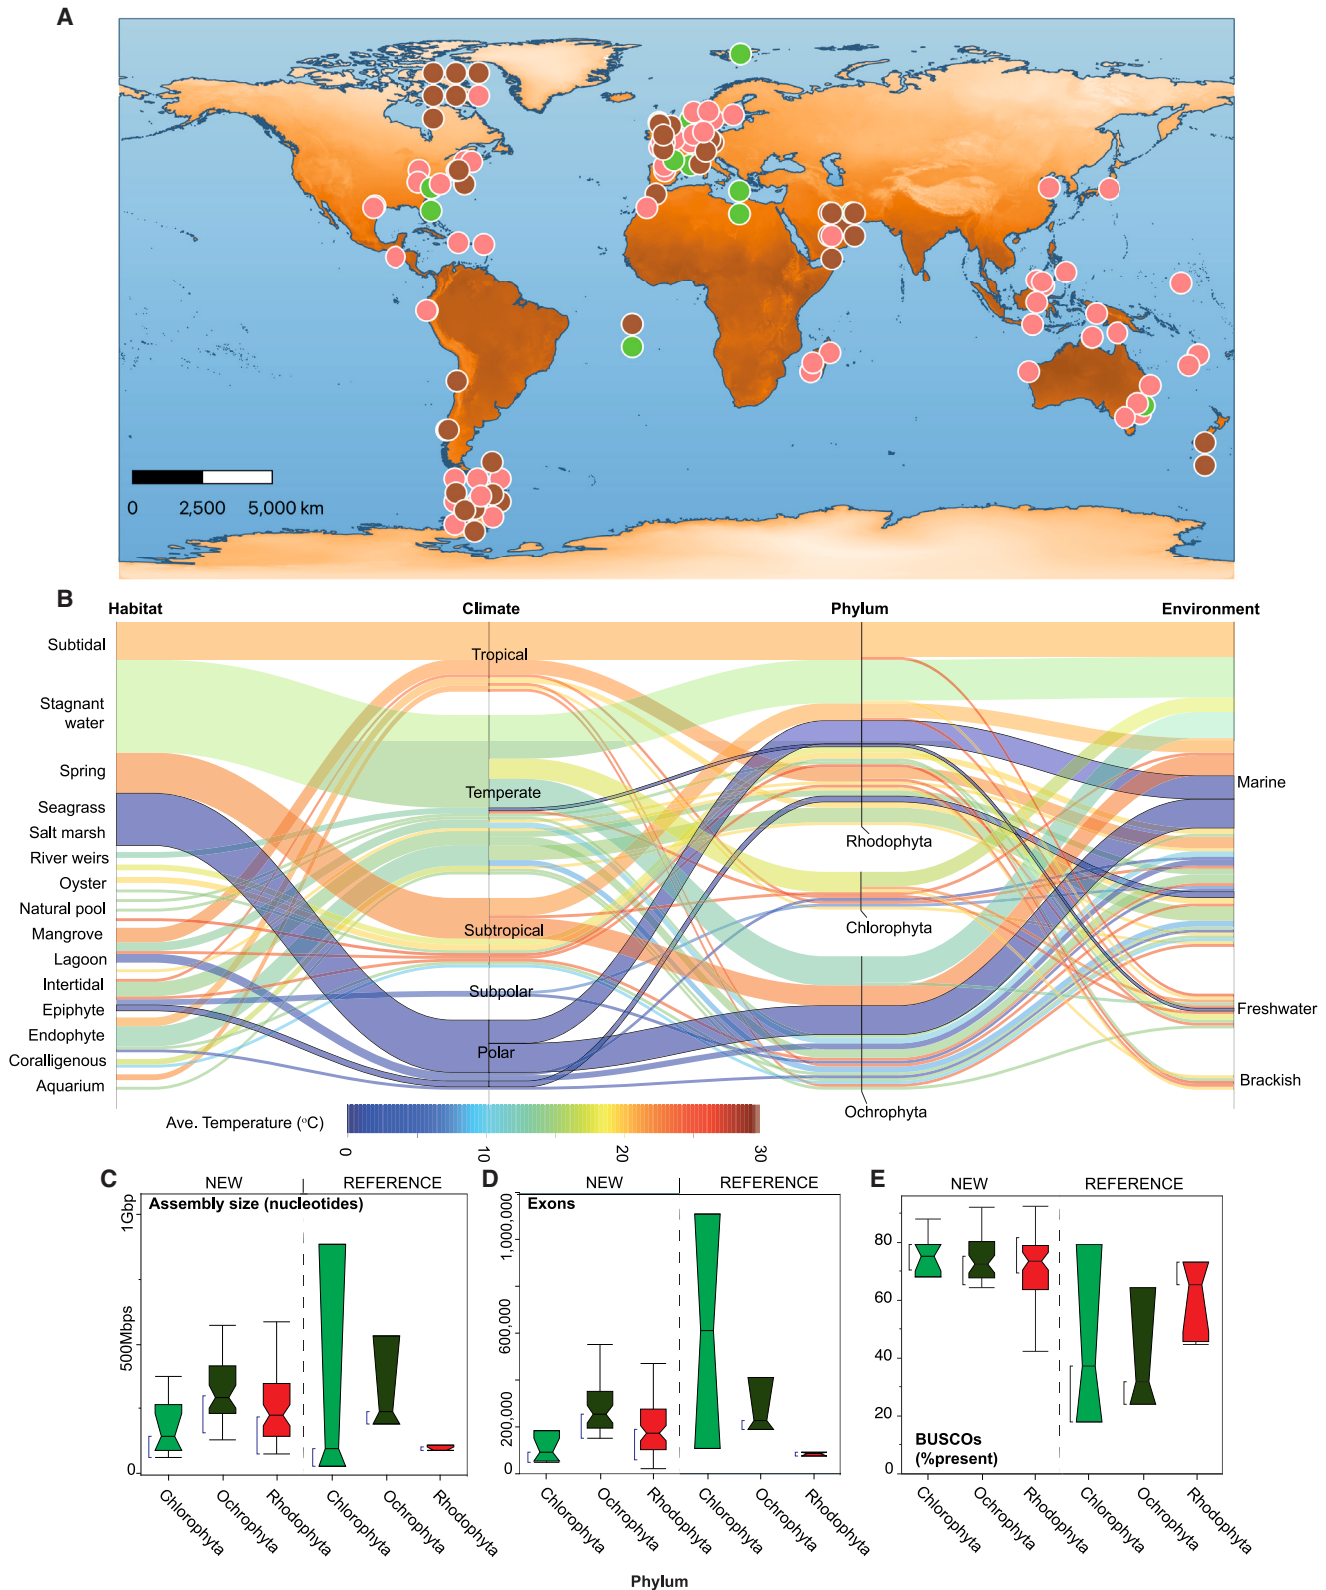 A
0 2,500 5,000 km
B
Habitat Climate Phylum Environment
Subtidal
Stagnant
water
Spring
Seagrass
Salt marsh
River weirs
Oyster
Natural pool
Mangrove
Lagoon
Intertidal
Epiphyte
Endophyte
Coralligenous
Aquarium
Tropical
Temperate
Subtropical
Subpolar
Polar
Rhodophyta
Chlorophyta
Ochrophyta
Marine
Freshwater
Brackish
Ave. Temperature (°C)
0 10 20 30
C
NEW REFERENCE
Assembly size (nucleotides)
1Gbp
500Mbps
0
Chlorophyta Ochrophyta Rhodophyta Chlorophyta Ochrophyta Rhodophyta
D
NEW REFERENCE
Exons
1,000,000
600,000
200,000
0
Chlorophyta Ochrophyta Rhodophyta Chlorophyta Ochrophyta Rhodophyta
E
NEW REFERENCE
80
60
40
20
0
BUSCOs
(%present)
Chlorophyta Ochrophyta Rhodophyta Chlorophyta Ochrophyta Rhodophyta
Phylum